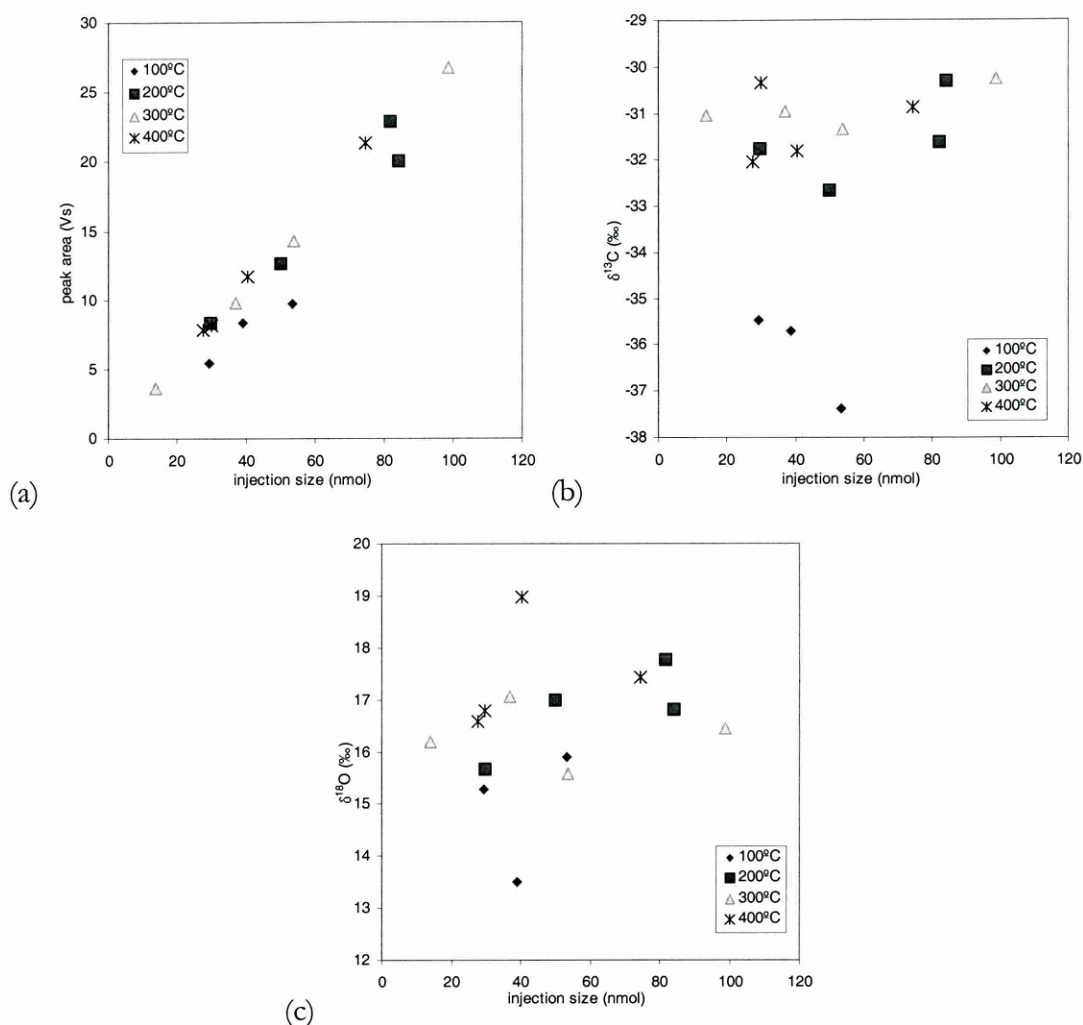 30
25
20
15
10
5
0
peak area (Vs)
100ºC
200ºC
300ºC
400ºC
0 20 40 60 80 100 120
injection size (nmol)
(a)
-29
-30
-31
-32
-33
-34
-35
-36
-37
-38
δ13C (‰)
100ºC
200ºC
300ºC
400ºC
0 20 40 60 80 100 120
injection size (nmol)
(b)
20
19
18
17
16
15
14
13
12
δ18O (‰)
100ºC
200ºC
300ºC
400ºC
0 20 40 60 80 100 120
injection size (nmol)
(c)